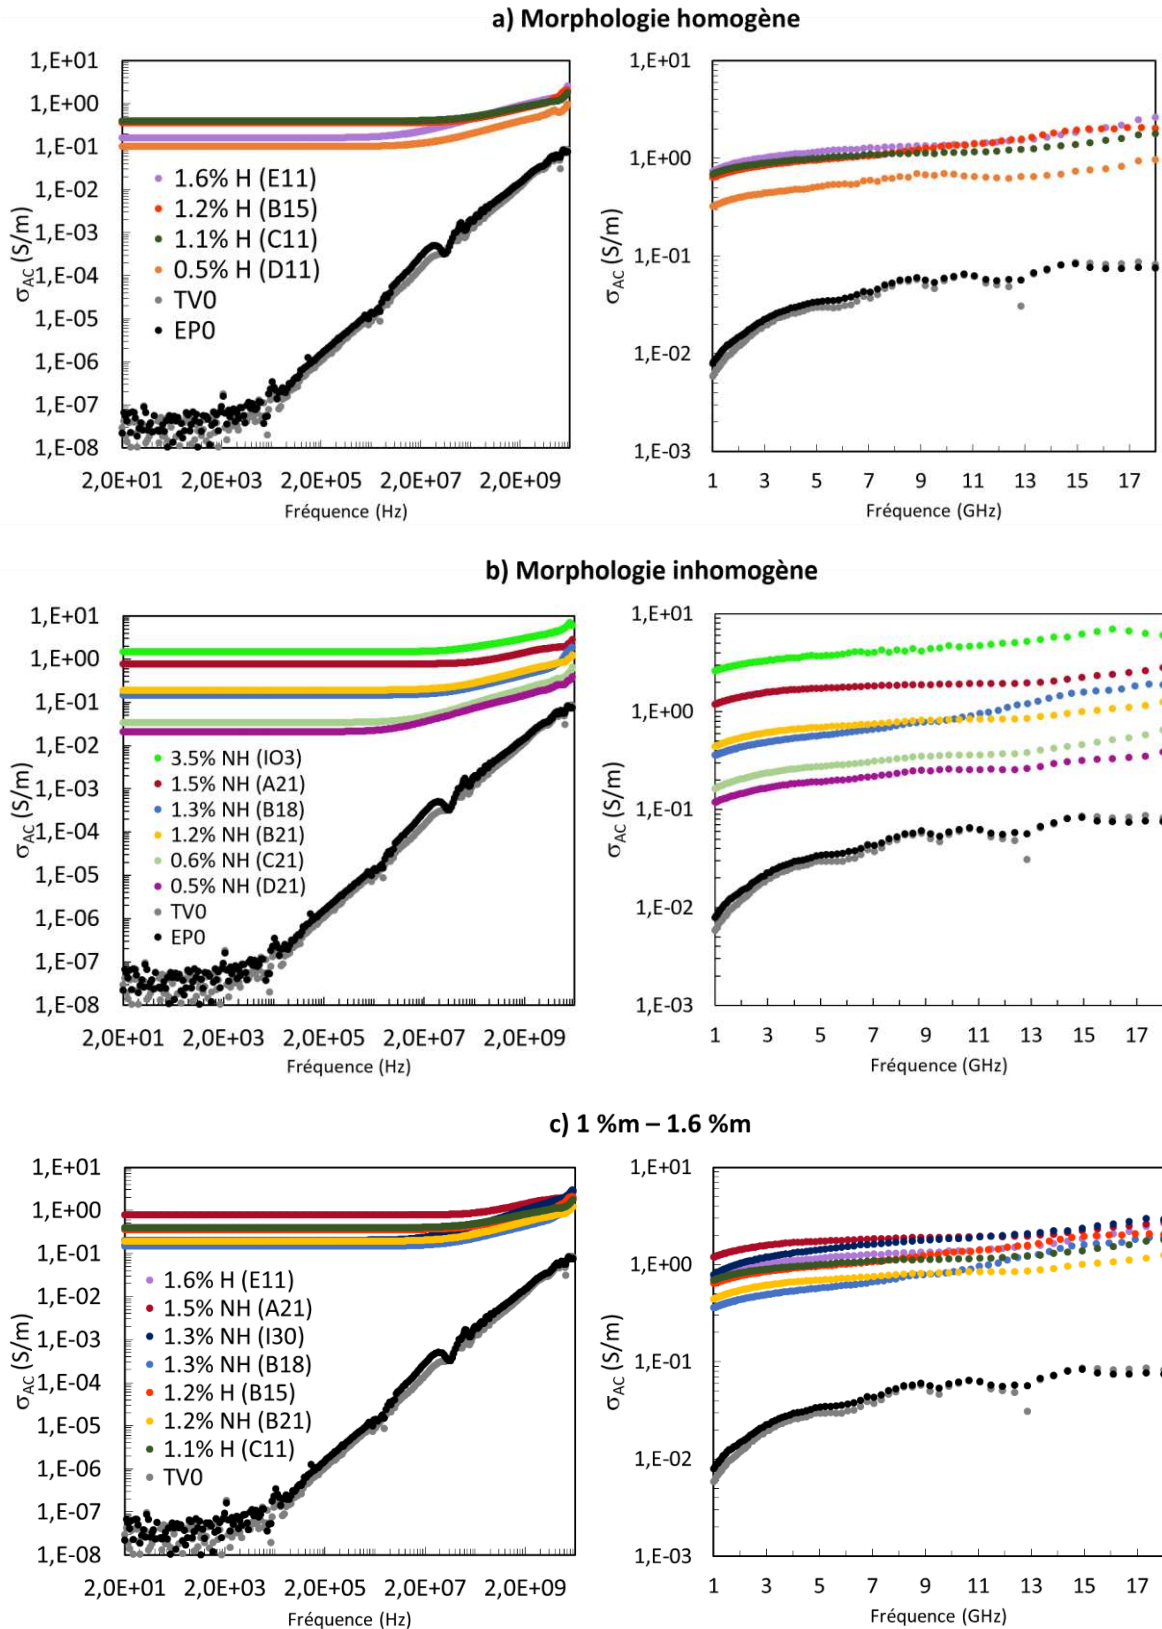 a) Morphologie homogène
1,E+01
1,E+00
1,E-01
1,E-02
1,E-03
1,E-04
1,E-05
1,E-06
1,E-07
1,E-08
σAC (S/m)
1.6% H (E11)
1.2% H (B15)
1.1% H (C11)
0.5% H (D11)
TV0
EP0
2,0E+01 2,0E+03 2,0E+05 2,0E+07 2,0E+09
Fréquence (Hz)
1,E+01
1,E+00
1,E-01
1,E-02
1,E-03
σAC (S/m)
1 3 5 7 9 11 13 15 17
Fréquence (GHz)
b) Morphologie inhomogène
1,E+01
1,E+00
1,E-01
1,E-02
1,E-03
1,E-04
1,E-05
1,E-06
1,E-07
1,E-08
σAC (S/m)
3.5% NH (IO3)
1.5% NH (A21)
1.3% NH (B18)
1.2% NH (B21)
0.6% NH (C21)
0.5% NH (D21)
TV0
EP0
2,0E+01 2,0E+03 2,0E+05 2,0E+07 2,0E+09
Fréquence (Hz)
1,E+01
1,E+00
1,E-01
1,E-02
1,E-03
σAC (S/m)
1 3 5 7 9 11 13 15 17
Fréquence (GHz)
c) 1 %m – 1.6 %m
1,E+01
1,E+00
1,E-01
1,E-02
1,E-03
1,E-04
1,E-05
1,E-06
1,E-07
1,E-08
σAC (S/m)
1.6% H (E11)
1.5% NH (A21)
1.3% NH (I30)
1.3% NH (B18)
1.2% H (B15)
1.2% NH (B21)
1.1% H (C11)
TV0
2,0E+01 2,0E+03 2,0E+05 2,0E+07 2,0E+09
Fréquence (Hz)
1,E+01
1,E+00
1,E-01
1,E-02
1,E-03
σAC (S/m)
1 3 5 7 9 11 13 15 17
Fréquence (GHz)